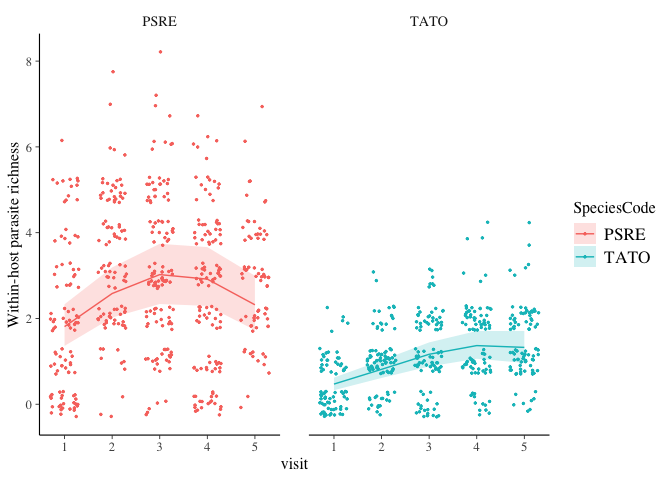 PSRE TATO
Within-host parasite richness
8
6
4
2
0
1 2 3 4 5 1 2 3 4 5
visit
SpeciesCode
PSRE
TATO